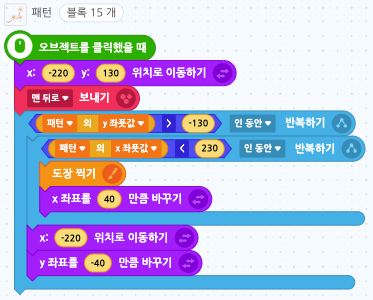 패턴 블록 15 개
오브젝트를 클릭했을 때
x: -220 y: 130 위치로 이동하기
맨 뒤로 보내기
패턴 의 y 좌푯값 > -130 인 동안 반복하기
패턴 의 x 좌푯값 < 230 인 동안 반복하기
도장 찍기
x 좌표를 40 만큼 바꾸기
x: -220 위치로 이동하기
y 좌표를 -40 만큼 바꾸기